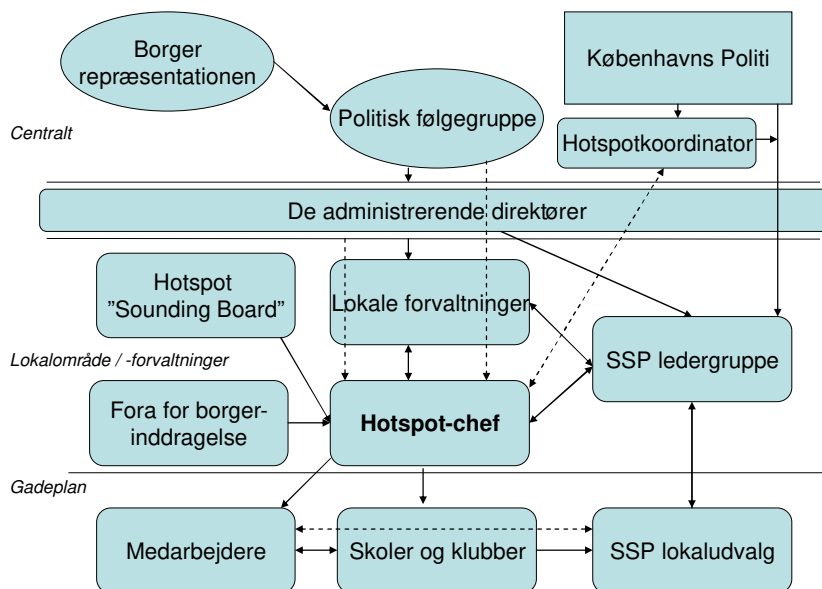 Borger
repræsentationen
Københavns Politi
Politisk følgegruppe
Centralt
Hotspotkoordinator
De administrerende direktører
Hotspot
”Sounding Board”
Lokale forvaltninger
Lokalområde / -forvaltninger
SSP ledergruppe
Fora for borger-
inddragelse
Hotspot-chef
Gadeplan
Medarbejdere
Skoler og klubber
SSP lokaludvalg